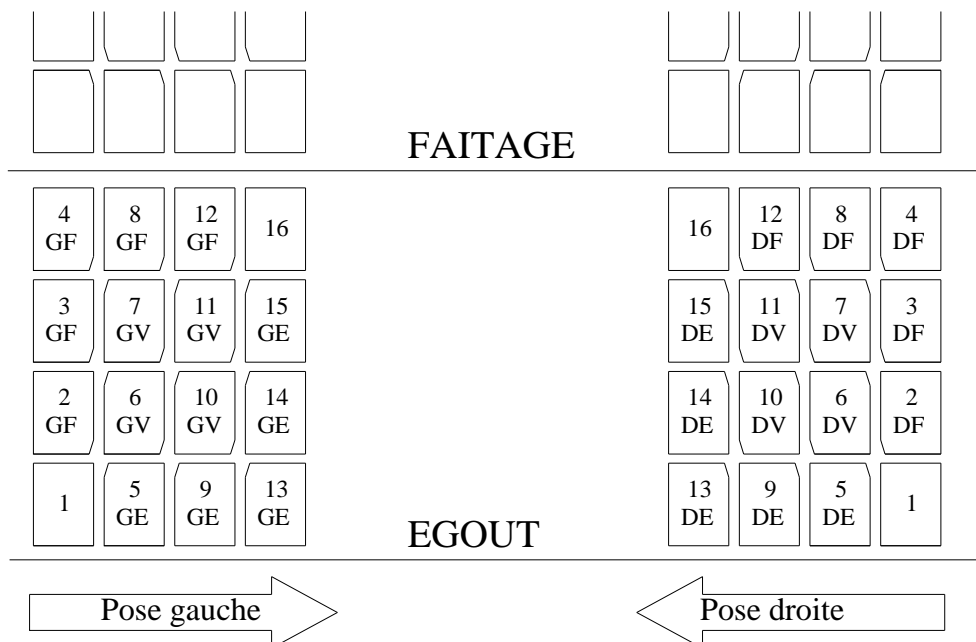 FAITAGE
4 8 12 16 16 12 8 4
GF GF GF DF DF DF
3 7 11 15 15 11 7 3
GF GV GV GE DE DV DV DF
2 6 10 14 14 10 6 2
GF GV GV GE DE DV DV DF
1 5 9 13 13 9 5 1
GE GE GE DE DE DE
EGOUT
Pose gauche Pose droite